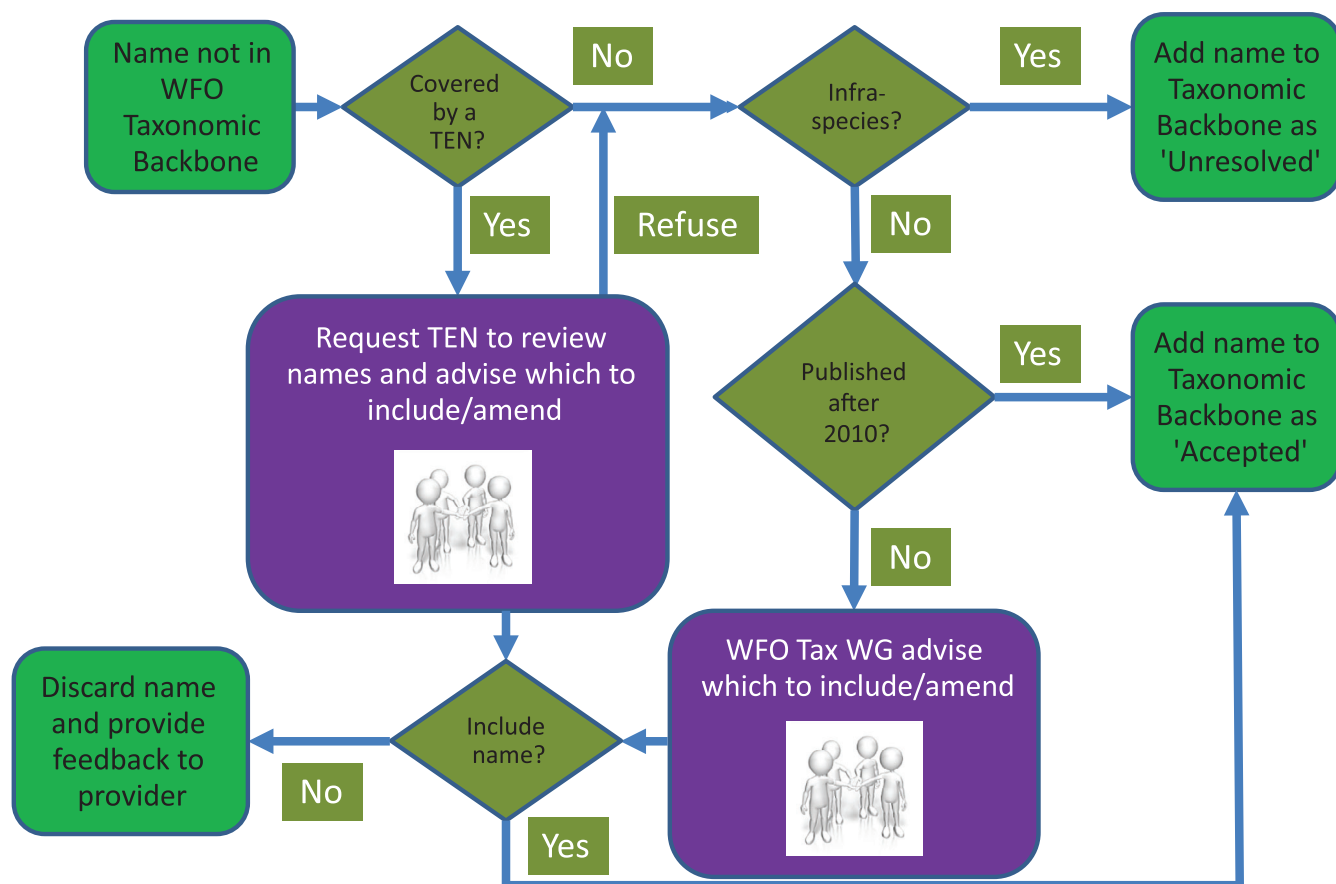 Name not in
WFO
Taxonomic
Backbone
Covered
by a
TEN?
No
Infra-
species?
Yes
Add name to
Taxonomic
Backbone as
'Unresolved'
Yes
Refuse
No
Request TEN to review
names and advise which to
include/amend
Published
after
2010?
Yes
Add name to
Taxonomic
Backbone as
'Accepted'
No
WFO Tax WG advise
which to include/amend
Include
name?
Discard name
and provide
feedback to
provider
No
Yes